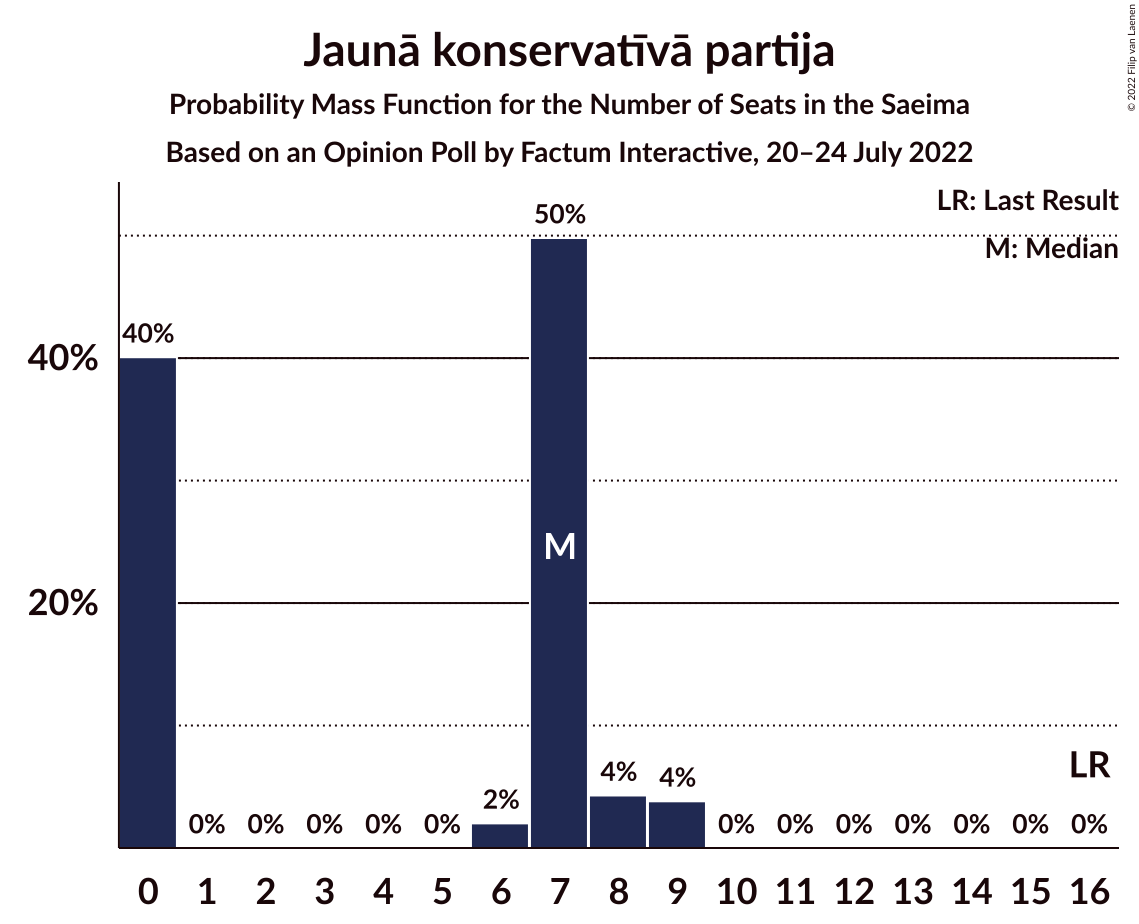 Jaunā konservatīvā partija
Probability Mass Function for the Number of Seats in the Saeima
Based on an Opinion Poll by Factum Interactive, 20–24 July 2022
© 2022 Filip van Laenen
LR: Last Result
M: Median
50%
40%
40%
M
20%
LR
2%
4%
4%
0% 0% 0% 0% 0% 0% 0% 0% 0% 0% 0% 0%
0 1 2 3 4 5 6 7 8 9 10 11 12 13 14 15 16